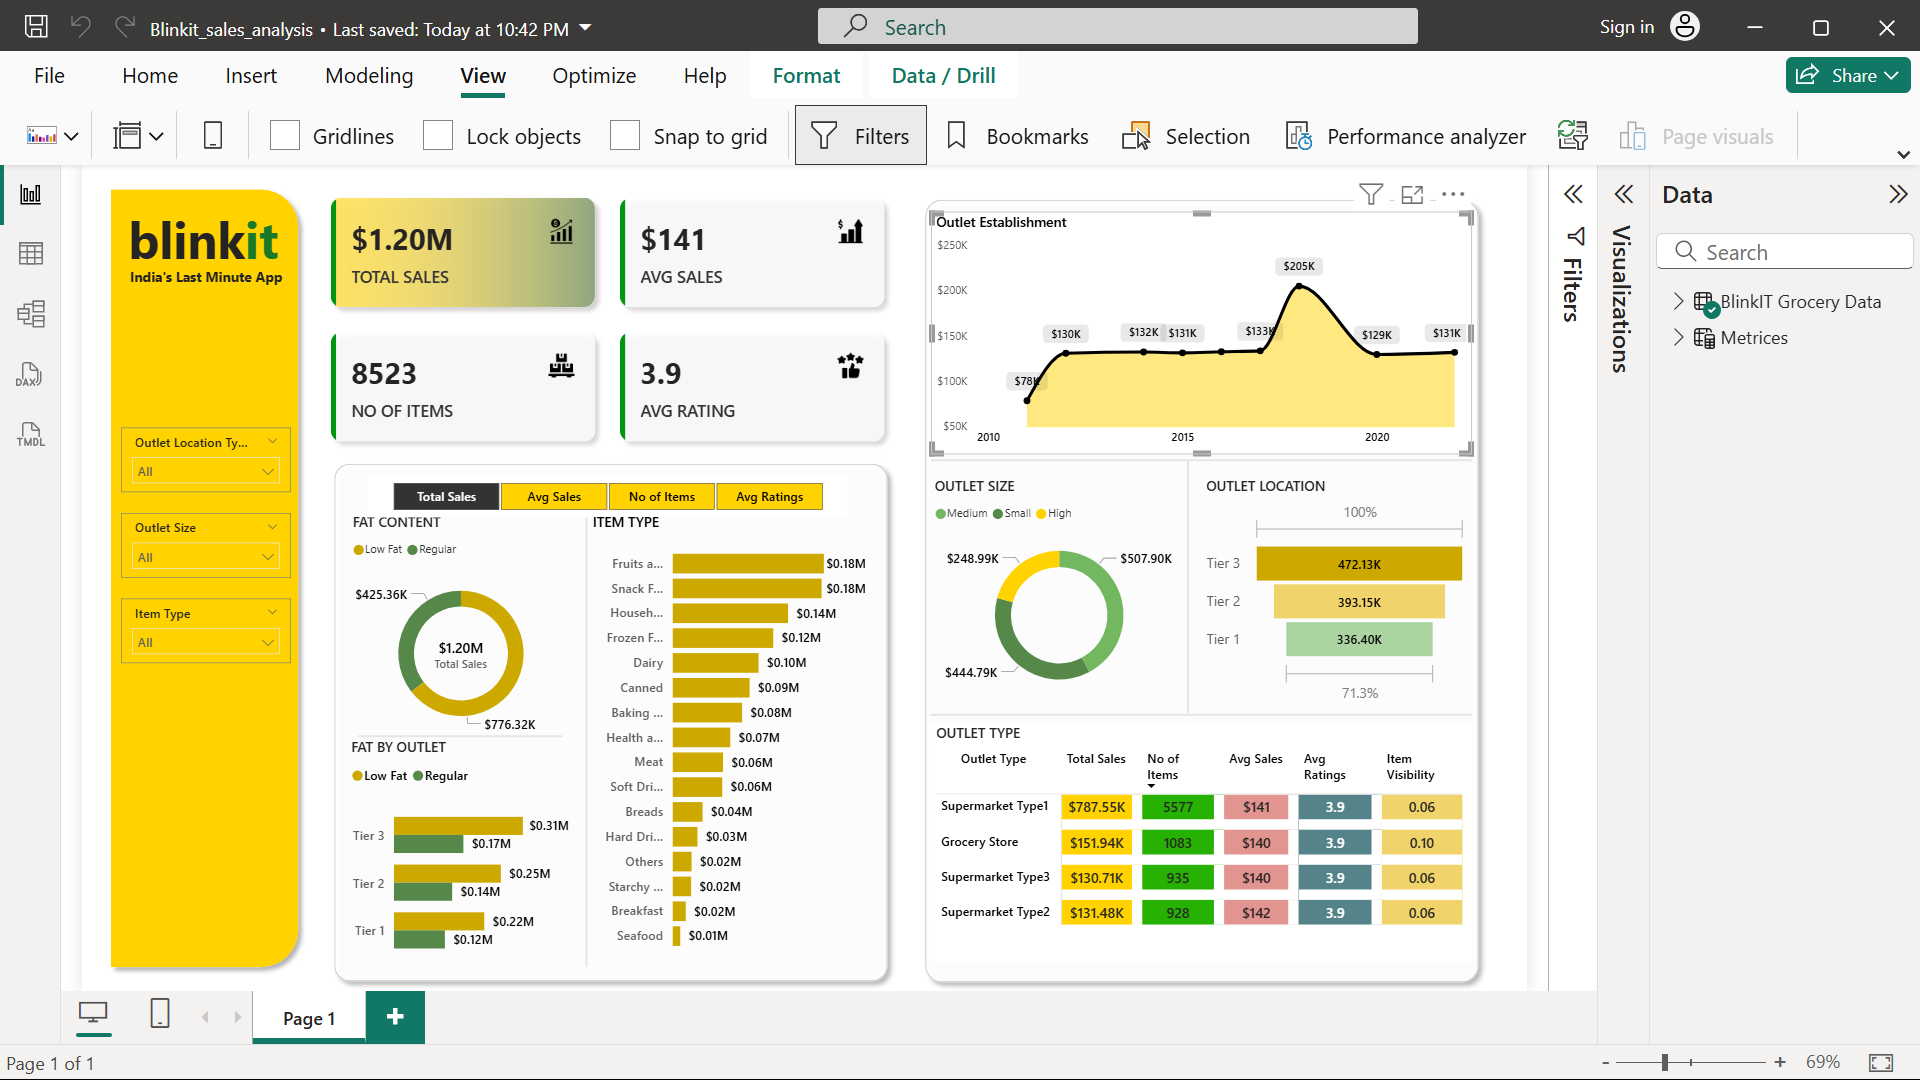 Blinkit_sales_analysis • Last saved: Today at 10:42 PM
Search
Sign in
File Home Insert Modeling View Optimize Help Format Data / Drill
Share
Gridlines Lock objects Snap to grid Filters Bookmarks Selection Performance analyzer Page visuals
blinkit
India's Last Minute App
Outlet Location Ty...
All
Outlet Size
All
Item Type
All
$1.20M
TOTAL SALES
$141
AVG SALES
8523
NO OF ITEMS
3.9
AVG RATING
Total Sales Avg Sales No of Items Avg Ratings
FAT CONTENT
Low Fat Regular
$425.36K
$1.20M
Total Sales
$776.32K
FAT BY OUTLET
Low Fat Regular
Tier 3 $0.31M
$0.17M
Tier 2 $0.25M
$0.14M
Tier 1 $0.22M
$0.12M
ITEM TYPE
Fruits a... $0.18M
Snack F... $0.18M
Househ... $0.14M
Frozen F... $0.12M
Dairy $0.10M
Canned $0.09M
Baking ... $0.08M
Health a... $0.07M
Meat $0.06M
Soft Dri... $0.06M
Breads $0.04M
Hard Dri... $0.03M
Others $0.02M
Starchy ... $0.02M
Breakfast $0.02M
Seafood $0.01M
Outlet Establishment
$250K
$200K
$150K
$100K
$50K
$78K $130K $132K $131K $133K $205K $129K $131K
2010 2015 2020
OUTLET SIZE
Medium Small High
$248.99K $507.90K
$444.79K
OUTLET LOCATION
100%
Tier 3 472.13K
Tier 2 393.15K
Tier 1 336.40K
71.3%
OUTLET TYPE
Outlet Type Total Sales No of Items Avg Sales Avg Ratings Item Visibility
Supermarket Type1 $787.55K 5577 $141 3.9 0.06
Grocery Store $151.94K 1083 $140 3.9 0.10
Supermarket Type3 $130.71K 935 $140 3.9 0.06
Supermarket Type2 $131.48K 928 $142 3.9 0.06
Filters
Visualizations
Data
Search
BlinkIT Grocery Data
Metrices
DAX
TMDL
Page 1
+
Page 1 of 1
- + 69%